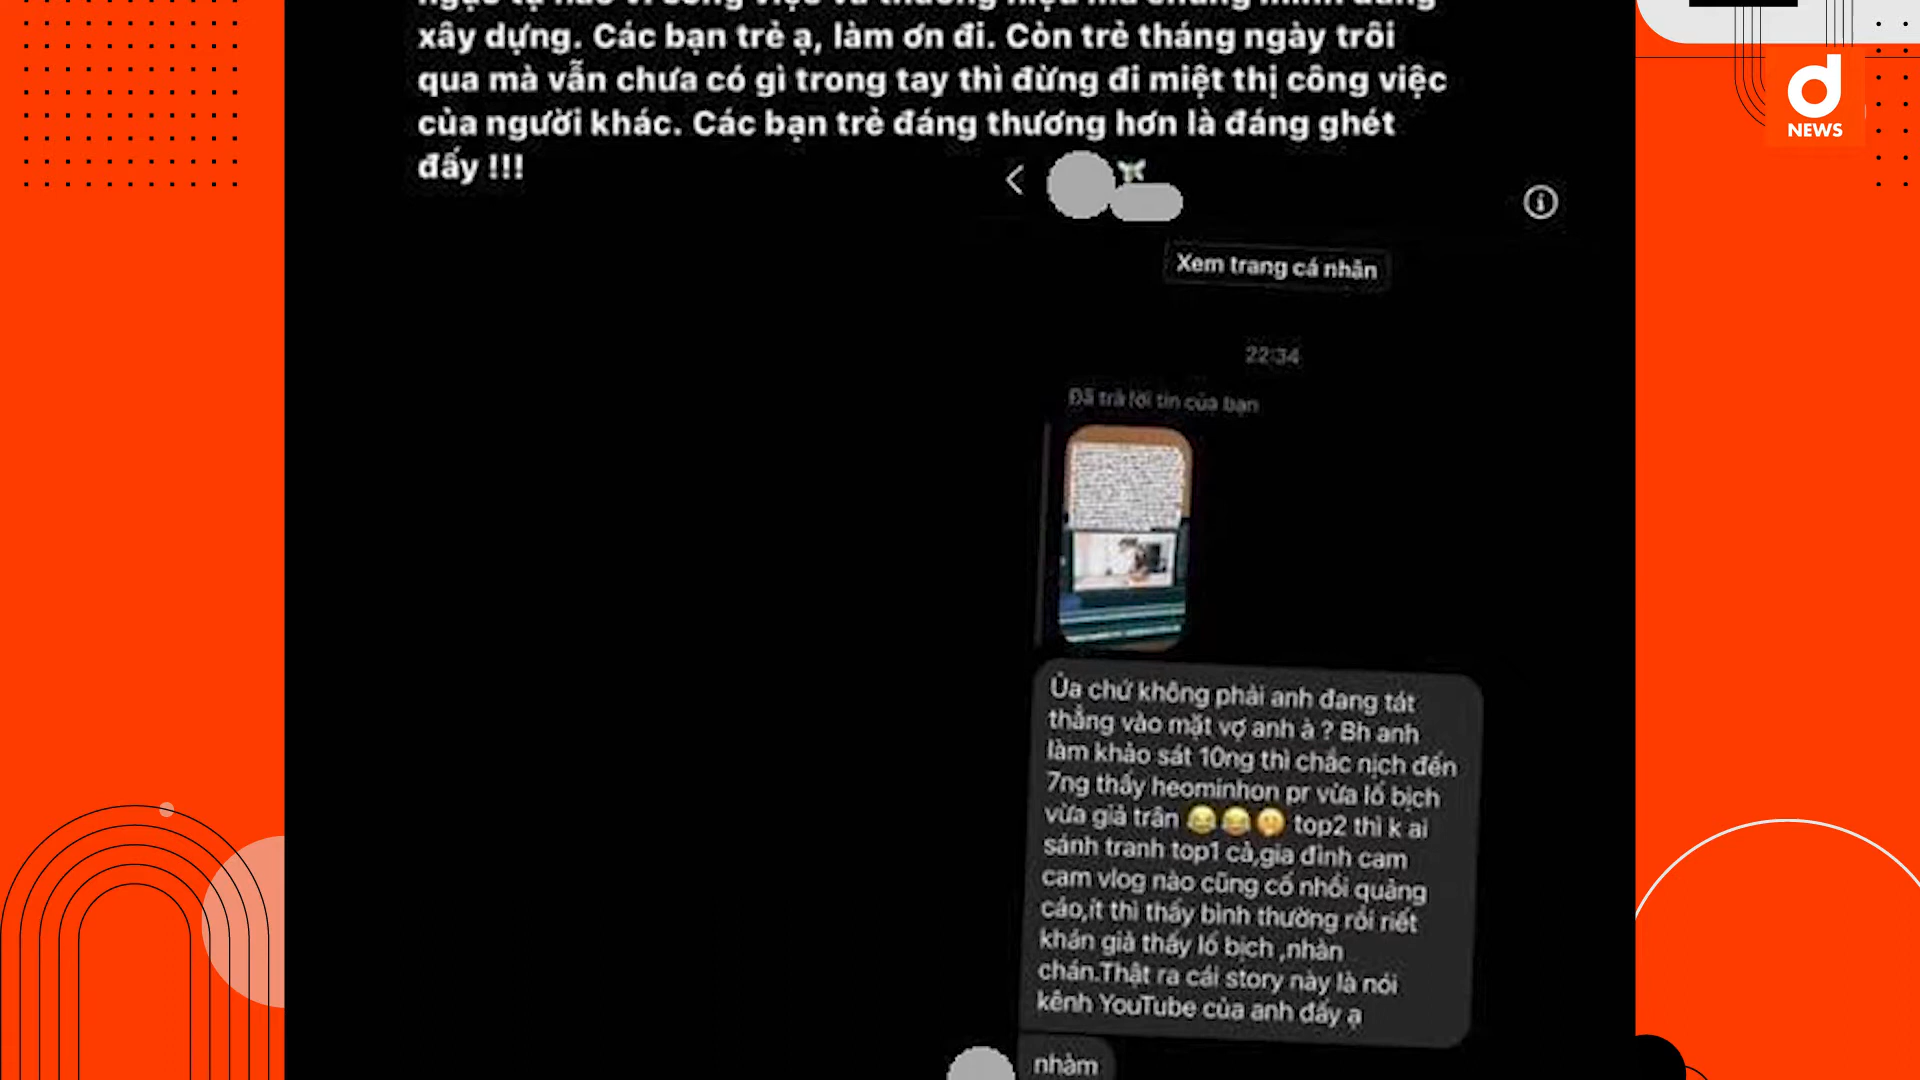 xây dựng. Các bạn trẻ ạ, làm ơn đi. Còn trẻ tháng ngày trôi
qua mà vẫn chưa có gì trong tay thì đừng đi miệt thị công việc
của người khác. Các bạn trẻ đáng thương hơn là đáng ghét
đấy !!!
NEWS
Xem trang cá nhân
22:34
Đã trả lời tin của bạn
Ủa chứ không phải anh đang tát
thẳng vào mặt vợ anh à ? Bh anh
làm khảo sát 10ng thì chắc nịch đến
7ng thấy heominhon pr vừa lố bịch
vừa giả trân 😂😂🤭 top2 thì k ai
sánh tranh top1 cả,gia đình cam
cam vlog nào cũng cố nhồi quảng
cáo,ít thì thấy bình thường rồi riết
khán giả thấy lố bịch ,nhàn
chán.Thật ra cái story này là nói
kênh YouTube của anh đấy ạ
nhàm